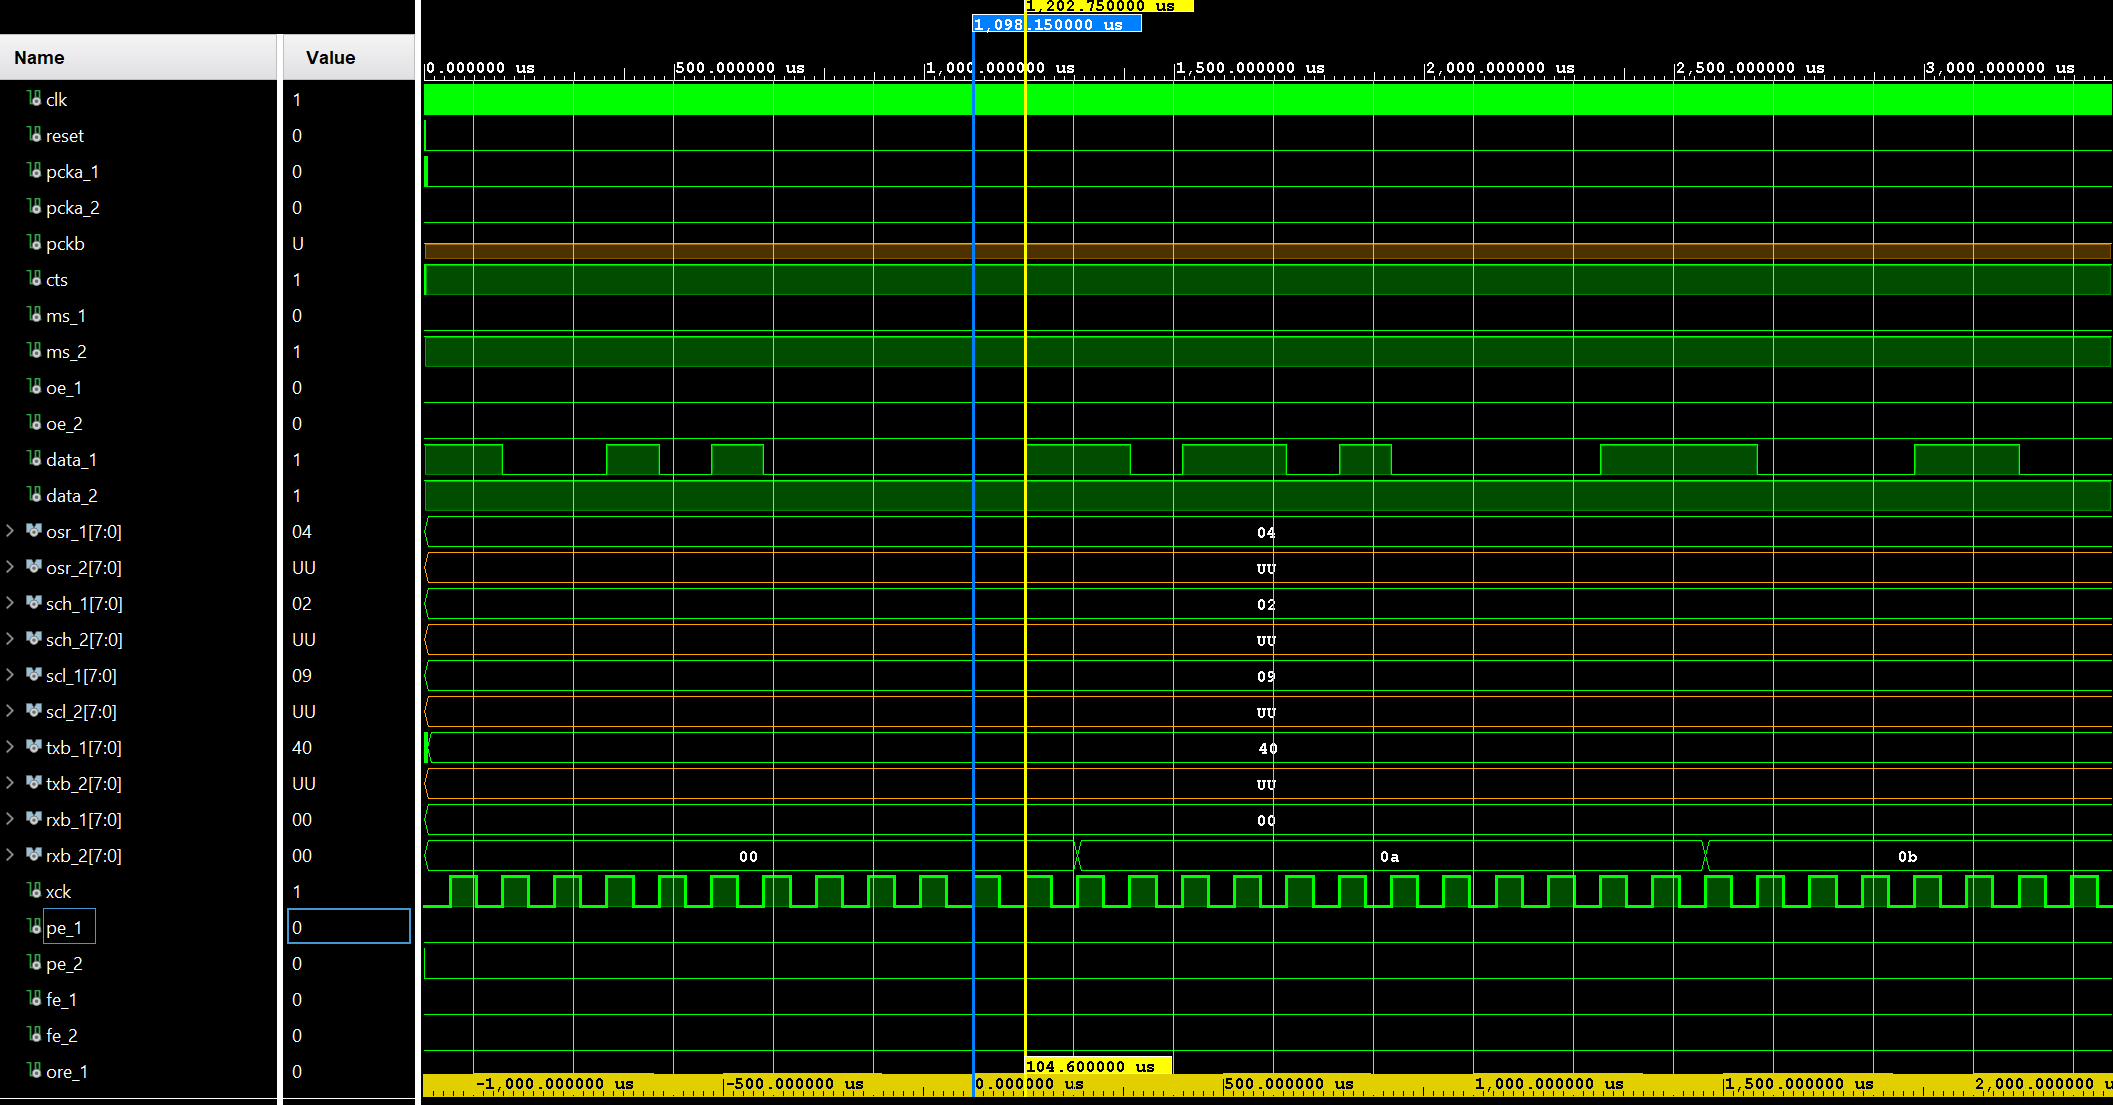 1,202.750000 us
1,098.150000 us
Name Value
0.000000 us 500.000000 us 1,000.000000 us 1,500.000000 us 2,000.000000 us 2,500.000000 us 3,000.000000 us
clk 1
reset 0
pcka_1 0
pcka_2 0
pckb U
cts 1
ms_1 0
ms_2 1
oe_1 0
oe_2 0
data_1 1
data_2 1
osr_1[7:0] 04 04
osr_2[7:0] UU UU
sch_1[7:0] 02 02
sch_2[7:0] UU UU
scl_1[7:0] 09 09
scl_2[7:0] UU UU
txb_1[7:0] 40 40
txb_2[7:0] UU UU
rxb_1[7:0] 00 00
rxb_2[7:0] 00 00 0a 0b
xck 1
pe_1 0
pe_2 0
fe_1 0
fe_2 0
ore_1 0
104.600000 us
-1,000.000000 us -500.000000 us 0.000000 us 500.000000 us 1,000.000000 us 1,500.000000 us 2,000.000000 u